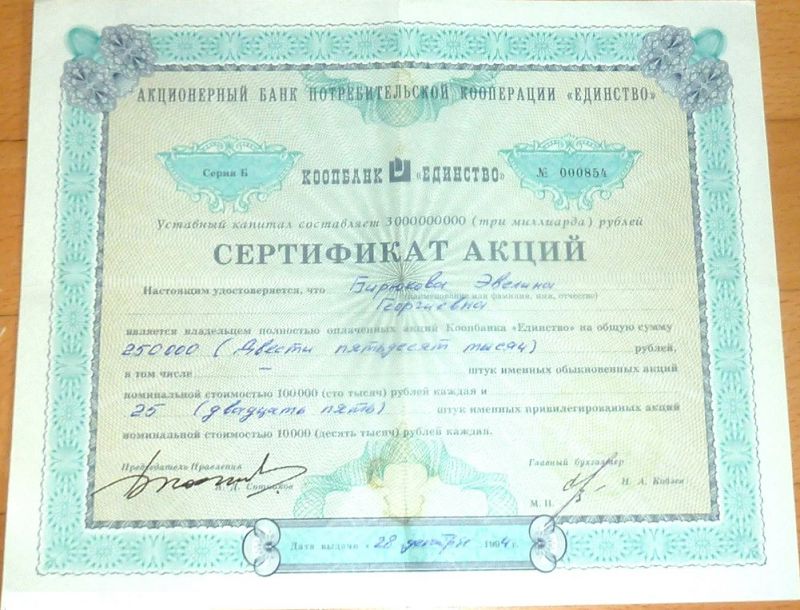 АКЦИОНЕРНЫЙ БАНК ПОТРЕБИТЕЛЬСКОЙ КООПЕРАЦИИ «ЕДИНСТВО»
Серия Б КООПБАНК «ЕДИНСТВО» № 000854
Уставный капитал составляет 3000000000 (три миллиарда) рублей
СЕРТИФИКАТ АКЦИЙ
Настоящим удостоверяется, что Бирюкова Эвелина
(наименование или фамилия, имя, отчество)
Георгиевна
является владельцем полностью оплаченных акций Коопбанка «Единство» на общую сумму
250000 (Двести пятьдесят тысяч) рублей,
в том числе – штук именных обыкновенных акций
номинальной стоимостью 100000 (сто тысяч) рублей каждая и
25 (двадцать пять) штук именных привилегированных акций
номинальной стоимостью 10000 (десять тысяч) рублей каждая.
Председатель Правления Главный бухгалтер
Д. Ситников Н. А.
М. П.
Дата выдачи 28 декабря 1994 г.